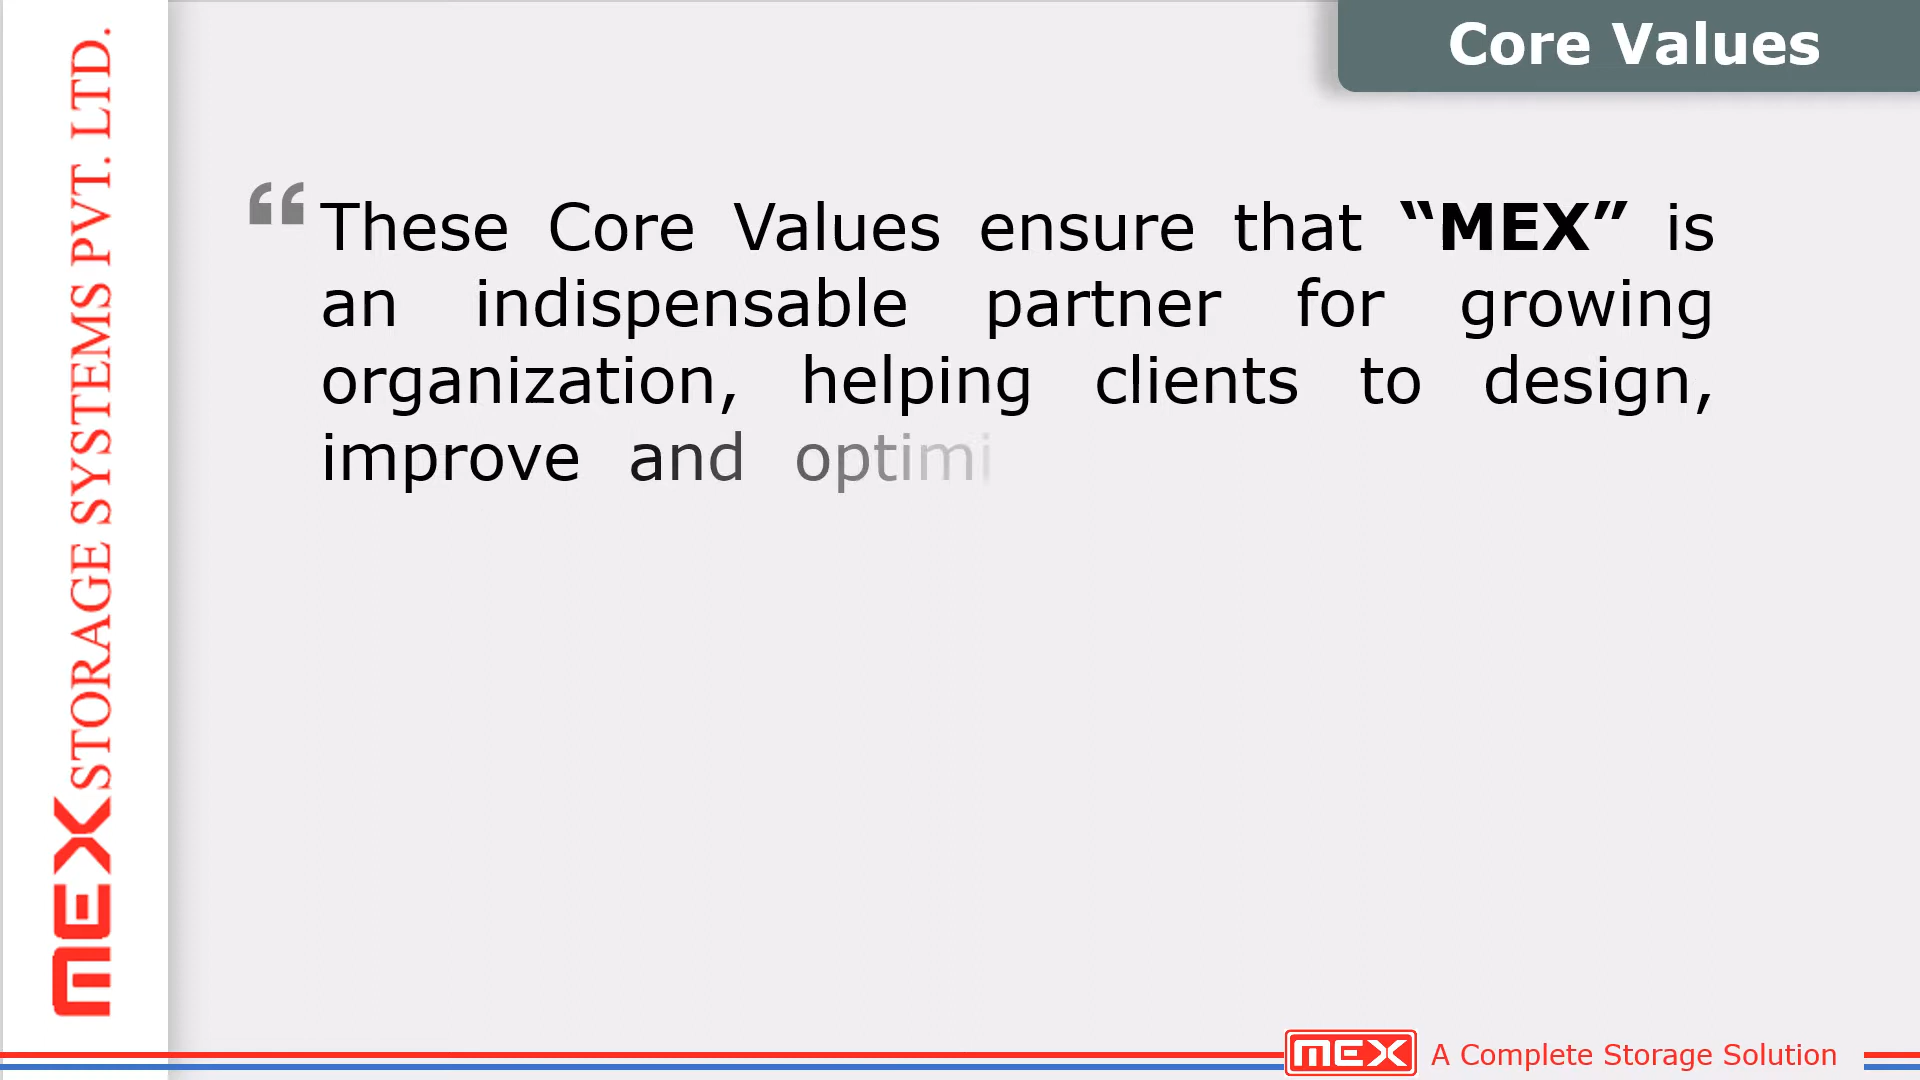 Core Values
“These Core Values ensure that “MEX” is
an indispensable partner for growing
organization, helping clients to design,
improve and optimi
MEX STORAGE SYSTEMS PVT. LTD.
MEX A Complete Storage Solution